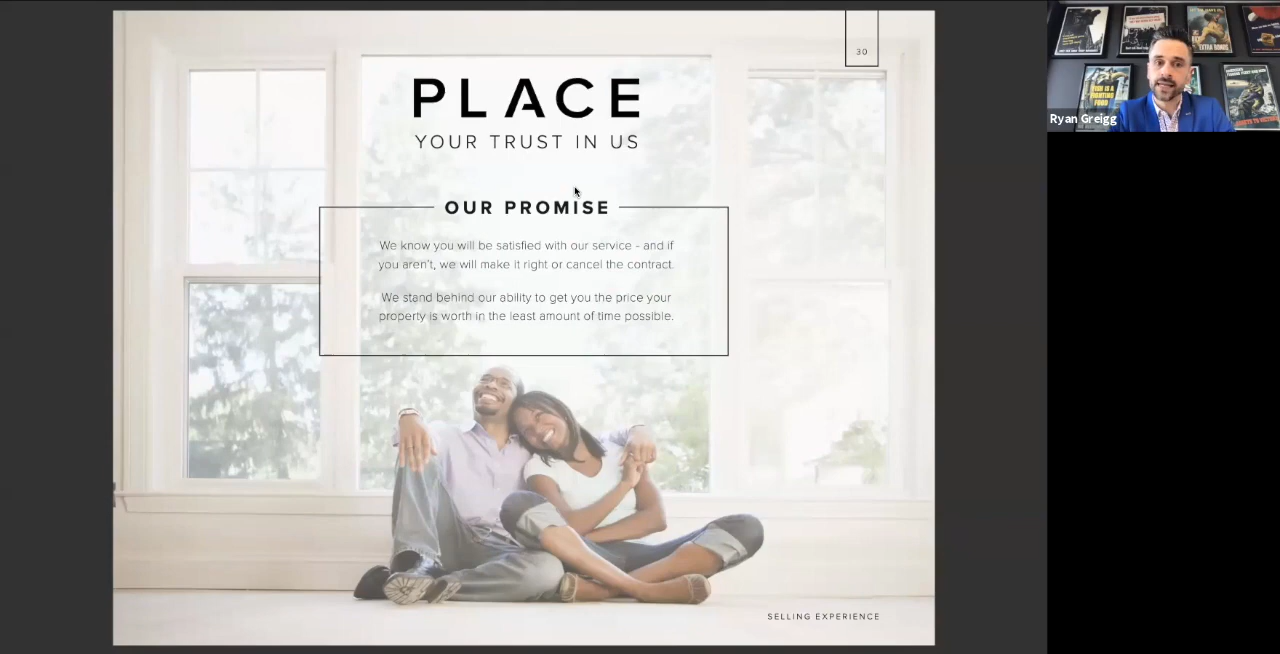 30
PLACE
YOUR TRUST IN US
OUR PROMISE
We know you will be satisfied with our service - and if
you aren't, we will make it right or cancel the contract.
We stand behind our ability to get you the price your
property is worth in the least amount of time possible.
SELLING EXPERIENCE
Ryan Greigg